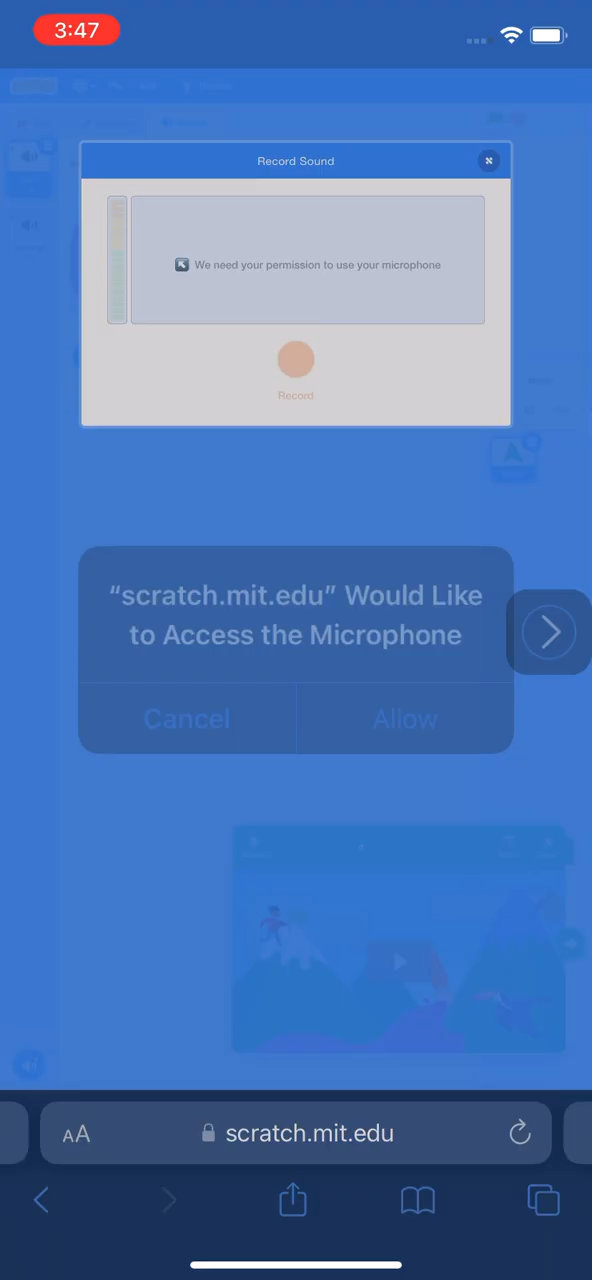 3:47
Record Sound
We need your permission to use your microphone
Record
“scratch.mit.edu” Would Like
to Access the Microphone
Cancel
Allow
AA
scratch.mit.edu